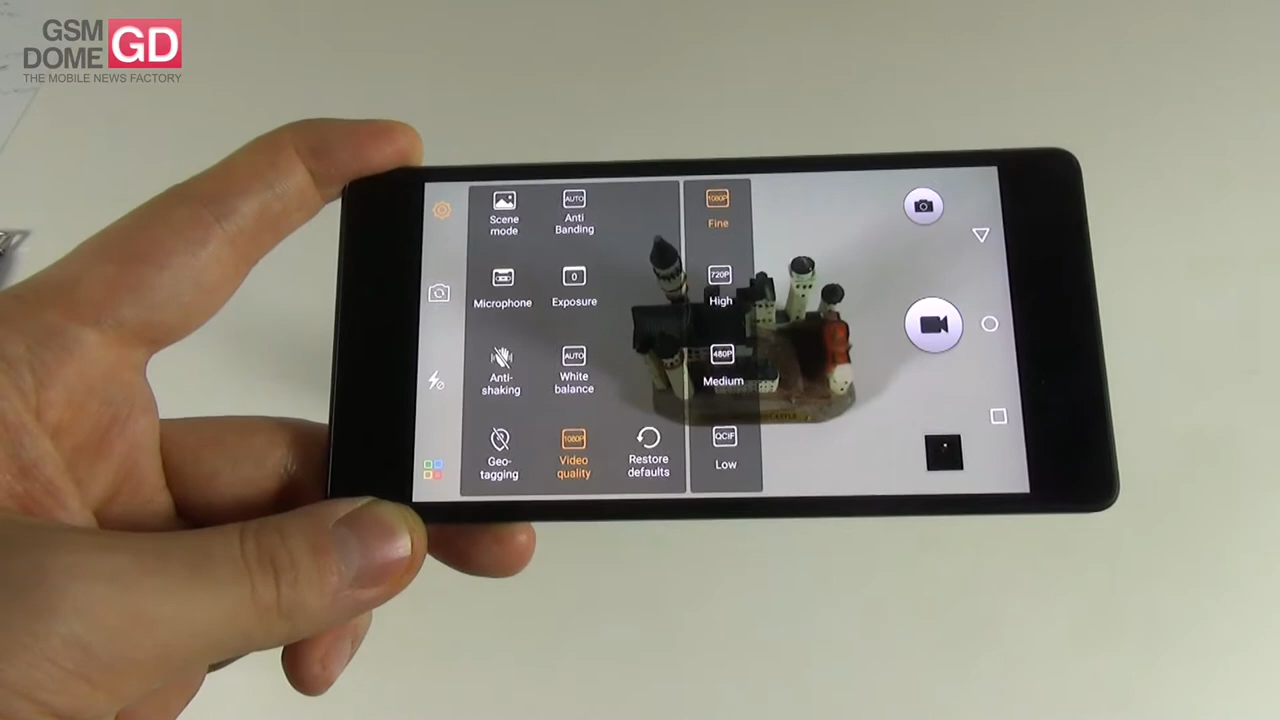 GSM
DOME
GD
THE MOBILE NEWS FACTORY
Scene
mode
AUTO
Anti
Banding
1080P
Fine
Microphone
0
Exposure
720P
High
Anti-
shaking
AUTO
White
balance
480P
Medium
Geo-
tagging
1080P
Video
quality
Restore
defaults
QCIF
Low